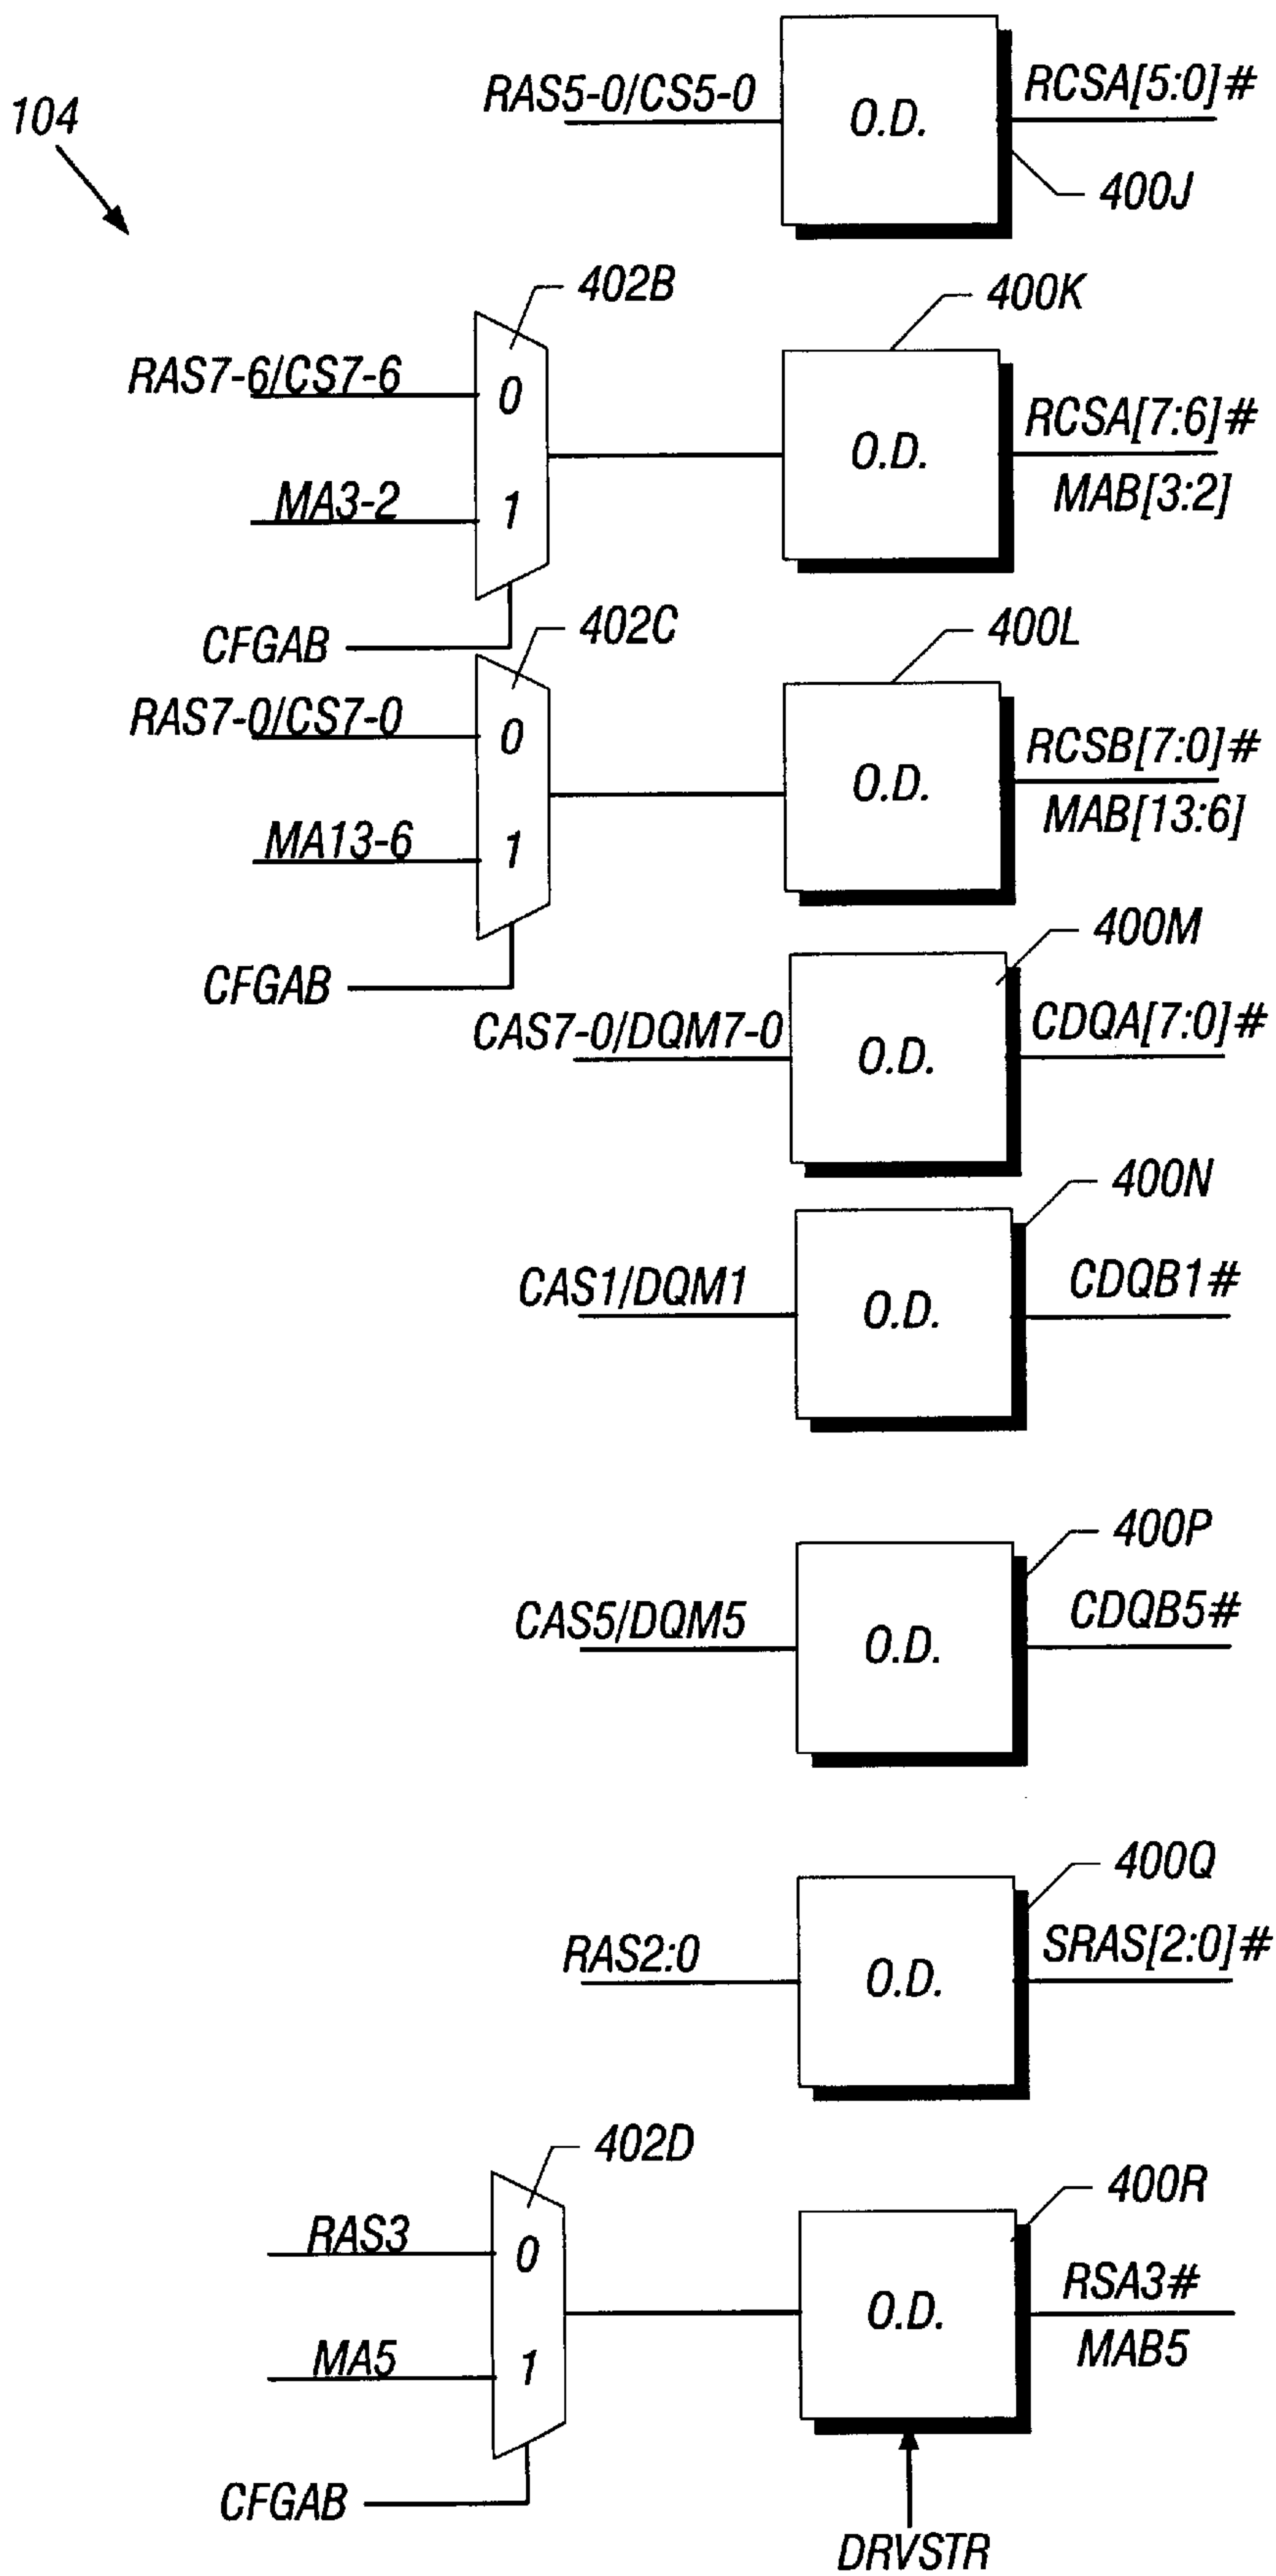 104
RAS5-0/CS5-0
O.D.
RCSA[5:0]#
400J
402B
400K
RAS7-6/CS7-6
0
MA3-2
1
O.D.
RCSA[7:6]#
MAB[3:2]
CFGAB
402C
400L
RAS7-0/CS7-0
0
MA13-6
1
O.D.
RCSB[7:0]#
MAB[13:6]
CFGAB
400M
CAS7-0/DQM7-0
O.D.
CDQA[7:0]#
400N
CAS1/DQM1
O.D.
CDQB1#
400P
CAS5/DQM5
O.D.
CDQB5#
400Q
RAS2:0
O.D.
SRAS[2:0]#
402D
400R
RAS3
0
MA5
1
O.D.
RSA3#
MAB5
CFGAB
DRVSTR